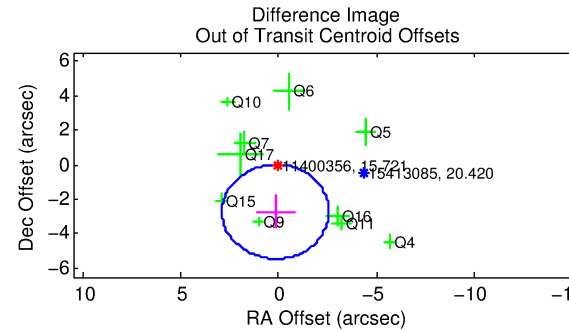 Difference Image
Out of Transit Centroid Offsets
Dec Offset (arcsec)
6
4
2
0
−2
−4
−6
Q6
Q10
Q5
Q7
Q17
11400356, 15.721
15413085, 20.420
Q15
Q16
Q9
Q11
Q4
10
5
0
−5
−10
RA Offset (arcsec)